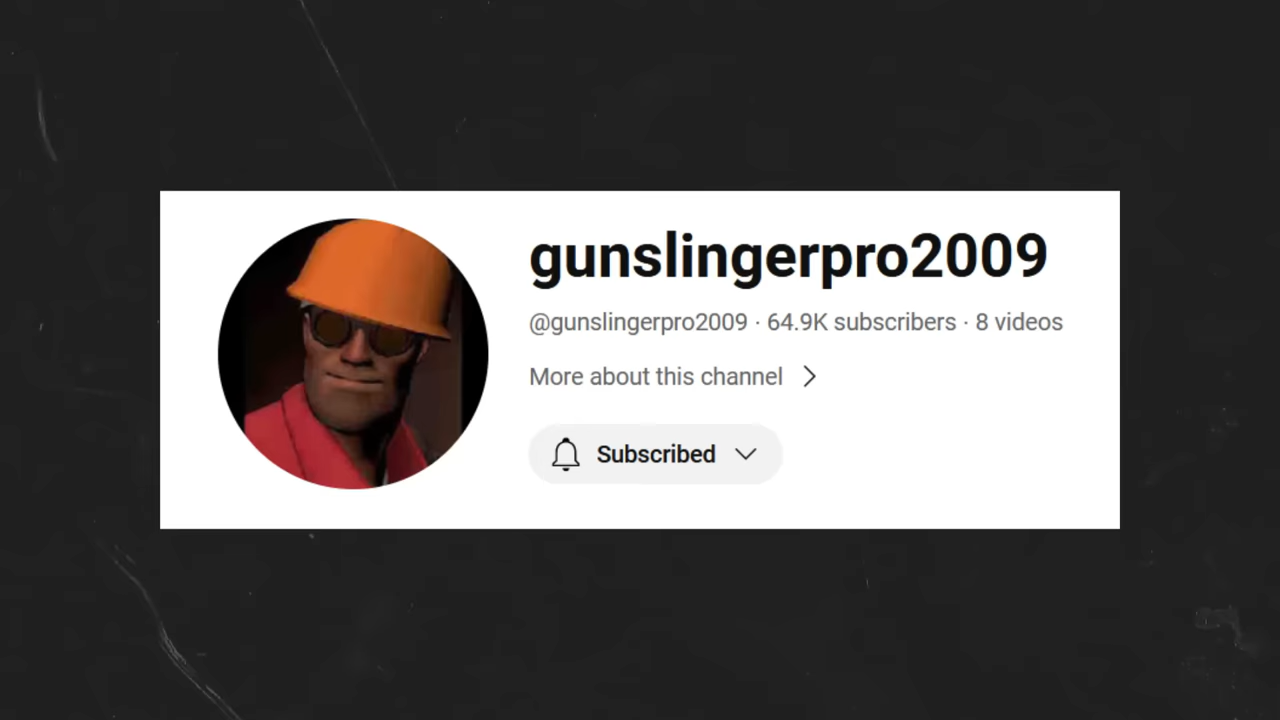 gunslingerpro2009
@gunslingerpro2009 · 64.9K subscribers · 8 videos
More about this channel
Subscribed